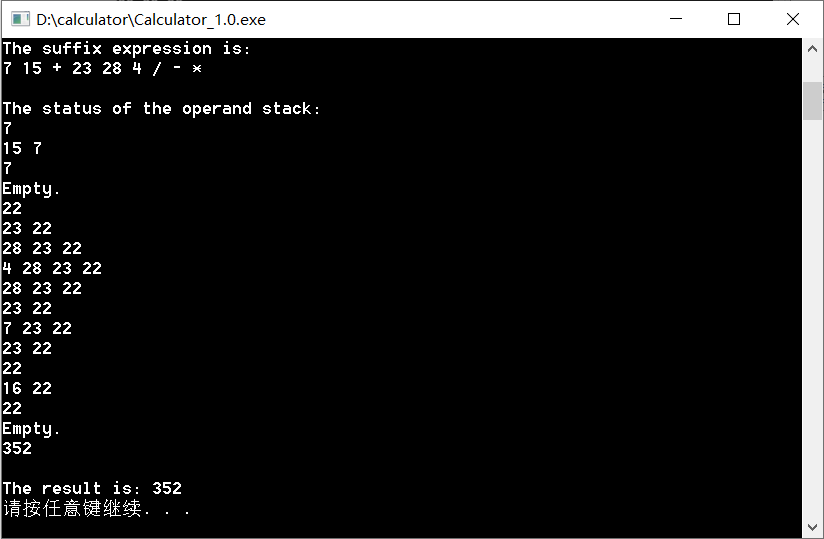 D:\calculator\Calculator_1.0.exe
The suffix expression is:
7 15 + 23 28 4 / - *
The status of the operand stack:
7
15 7
7
Empty.
22
23 22
28 23 22
4 28 23 22
28 23 22
23 22
7 23 22
23 22
22
16 22
22
Empty.
352
The result is: 352
请按任意键继续. . .